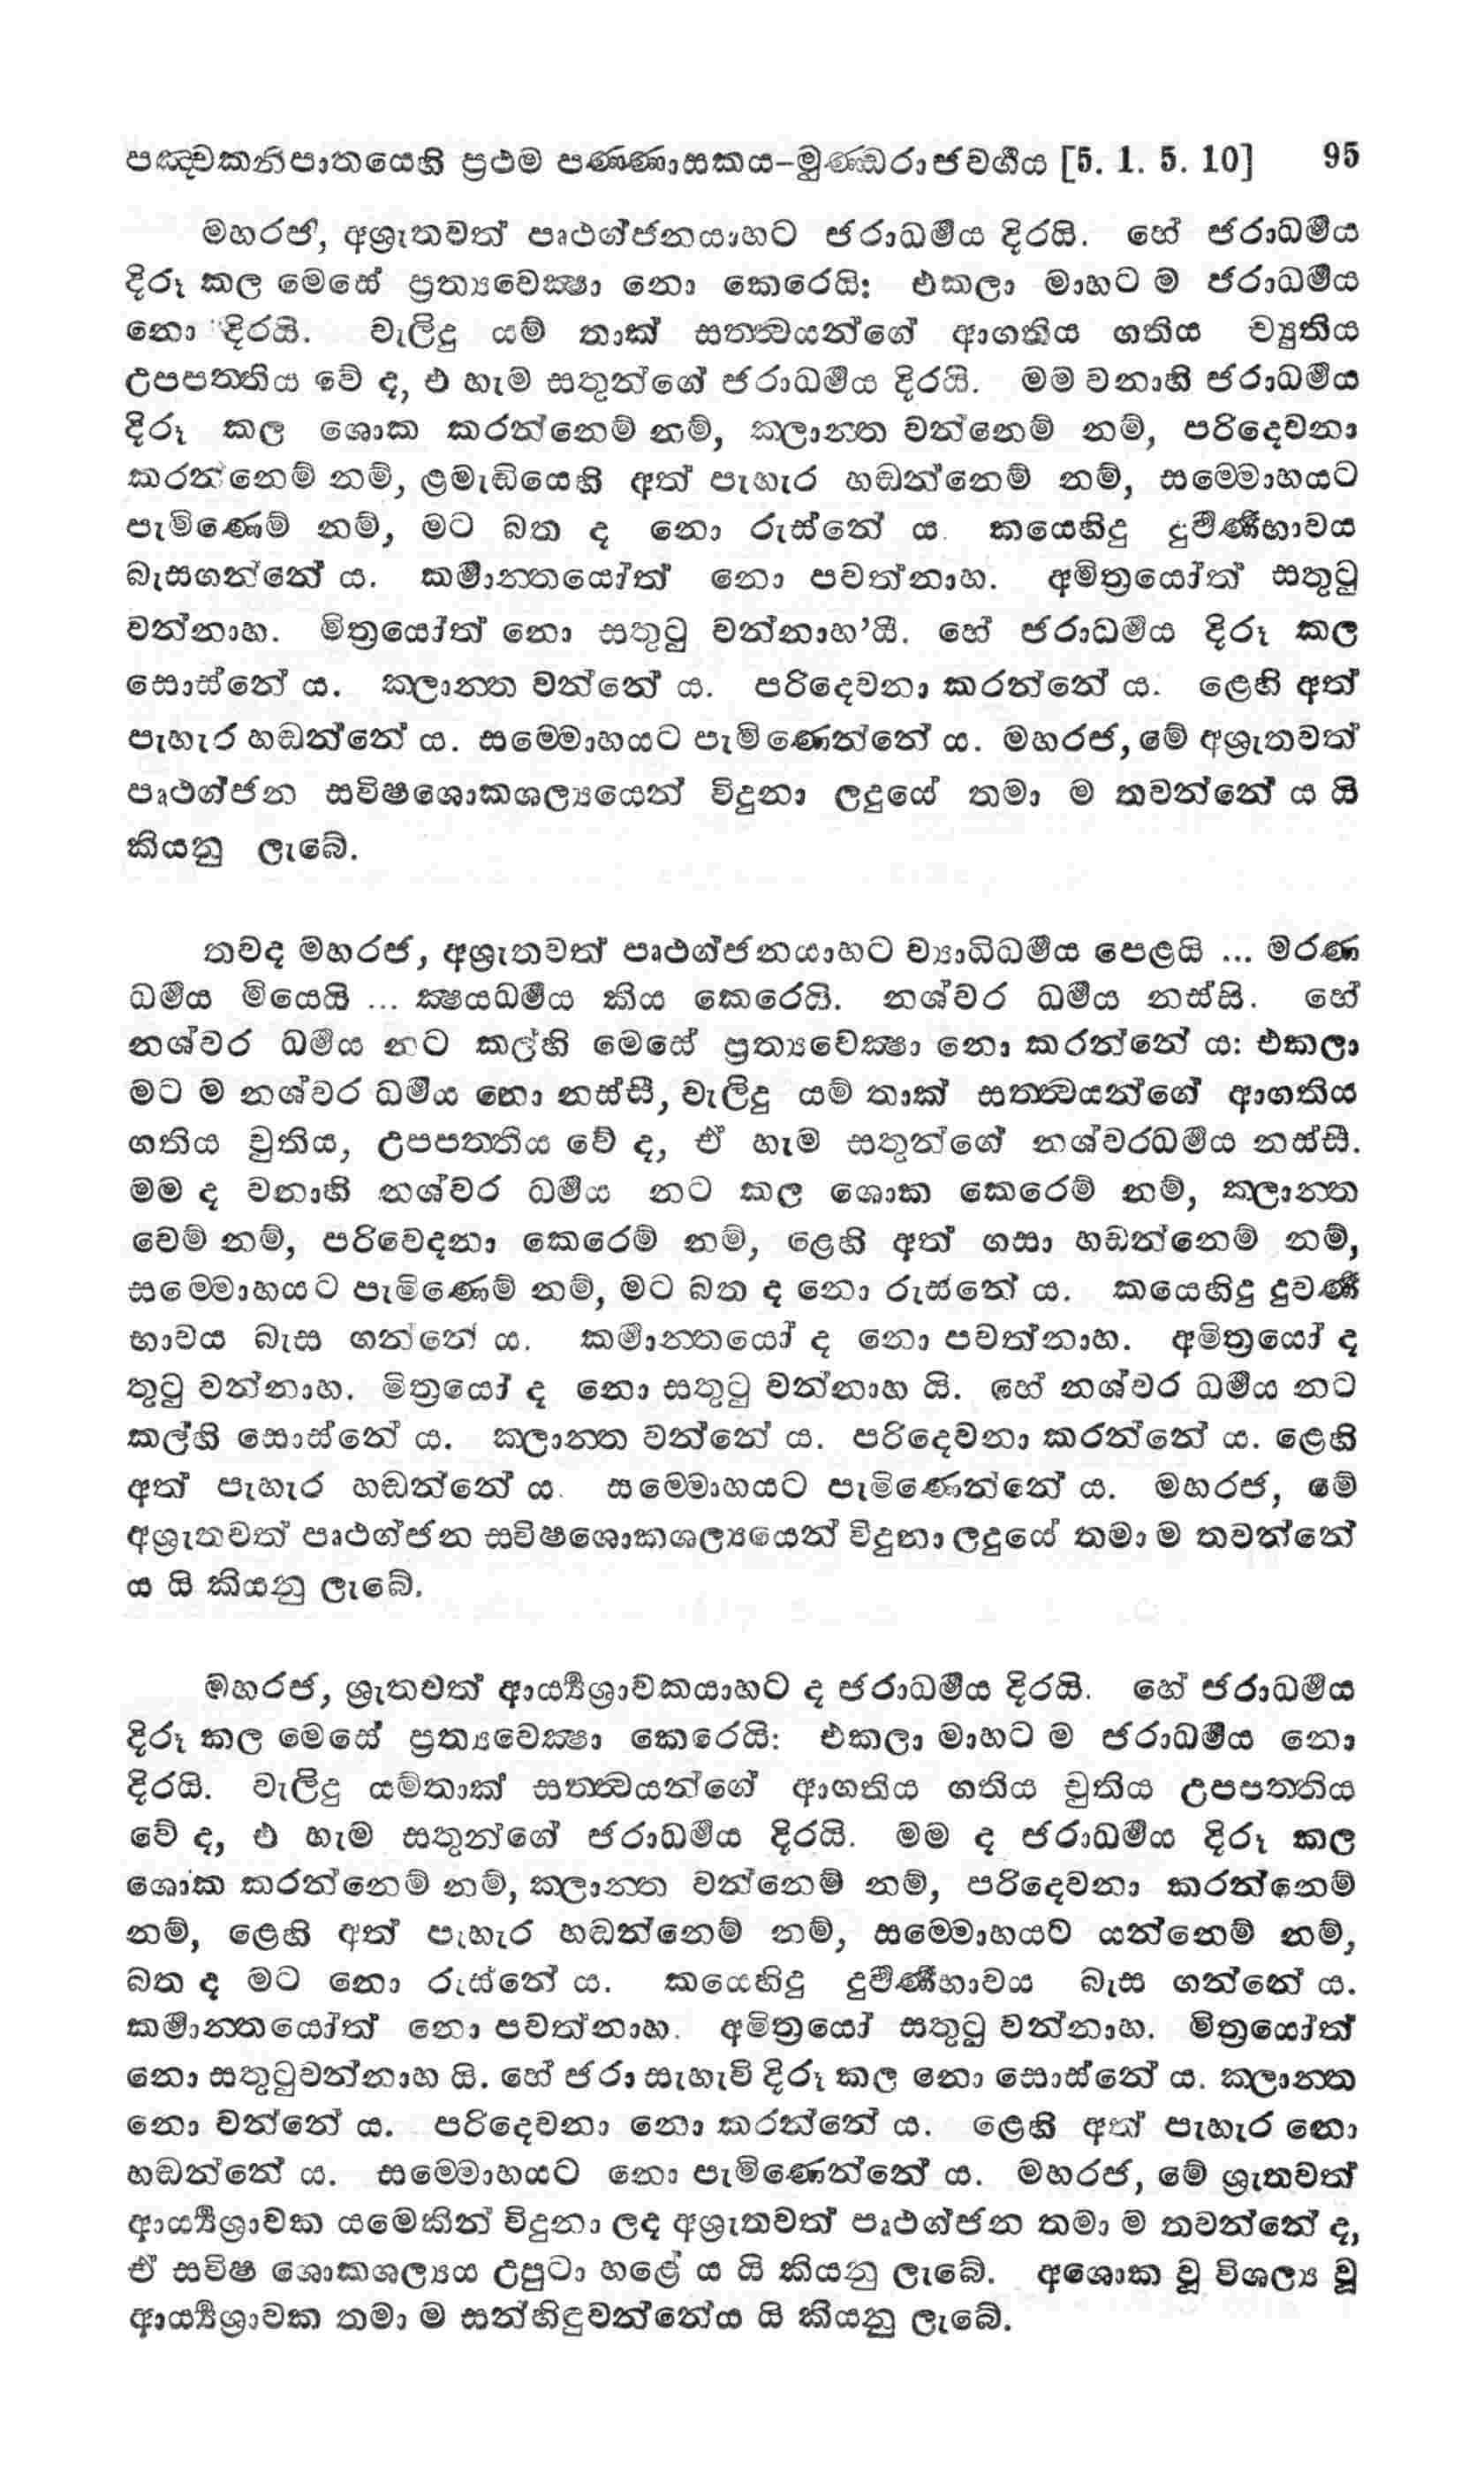 පඤ්චකනිපාතයෙහි ප්‍රථම පණ්ණාසකය-මුණ්ඩරාජවර්ගය [5. 1. 5. 10] 95
මහරජ, අශ්‍රැතවත් පෘථග්ජනයාහට ජරාධර්මය දිරයි. හේ ජරාධර්මය
දිරූ කල මෙසේ ප්‍රත්‍යවෙක්ෂා නො කෙරෙයි: එකලා මාහට ම ජරාධර්මය
නො දිරයි. වැලිදු යම් තාක් සත්ත්‍වයන්ගේ ආගතිය ගතිය ච්‍යුතිය
උපපත්තිය වේ ද, එ හැම සතුන්ගේ ජරාධර්මය දිරයි. මම වනාහි ජරාධර්මය
දිරූ කල ශොක කරන්නෙම් නම්, ක්ලාන්ත වන්නෙම් නම්, පරිදෙවනා
කරන්නෙම් නම්, ළමැඬියෙහි අත් පැහැර හඬන්නෙම් නම්, සම්මොහයට
පැමිණෙම් නම්, මට බත ද නො රුස්නේ ය. කයෙහිදු දුර්වර්ණභාවය
බැසගන්නේ ය. කර්මාන්තයෝත් නො පවත්නාහ. අමිත්‍රයෝත් සතුටු
වන්නාහ. මිත්‍රයෝත් නො සතුටු වන්නාහ’යී. හේ ජරාධර්මය දිරූ කල
සොස්නේ ය. ක්ලාන්ත වන්නේ ය. පරිදෙවනා කරන්නේ ය. ළෙහි අත්
පැහැර හඬන්නේ ය. සම්මොහයට පැමිණෙන්නේ ය. මහරජ, මේ අශ්‍රැතවත්
පෘථග්ජන සවිෂශොකශල්‍යයෙන් විදුනා ලදුයේ තමා ම තවන්නේ ය යි
කියනු ලැබේ.
තවද මහරජ, අශ්‍රැතවත් පෘථග්ජනයාහට ව්‍යාධිධර්මය පෙළයි ... මරණ
ධර්මය මියෙයි ... ක්ෂයධර්මය කිය කෙරෙයි. නශ්වර ධර්මය නස්සි. හේ
නශ්වර ධර්මය නට කල්හි මෙසේ ප්‍රත්‍යවෙක්ෂා නො කරන්නේ ය: එකලා
මට ම නශ්වර ධර්මය නො නස්සී, වැලිදු යම් තාක් සත්ත්‍වයන්ගේ ආගතිය
ගතිය චුතිය, උපපත්තිය වේ ද, ඒ හැම සතුන්ගේ නශ්වරධර්මය නස්සී.
මම ද වනාහි නශ්වර ධර්මය නට කල ශොක කෙරෙම් නම්, ක්ලාන්ත
වෙම් නම්, පරිවෙදනා කෙරෙම් නම්, ළෙහි අත් ගසා හඬන්නෙම් නම්,
සම්මොහයට පැමිණෙම් නම්, මට බත ද නො රුස්නේ ය. කයෙහිදු දුවර්ණ
භාවය බැස ගන්නේ ය. කර්මාන්තයෝ ද නො පවත්නාහ. අමිත්‍රයෝ ද
තුටු වන්නාහ. මිත්‍රයෝ ද නො සතුටු වන්නාහ යි. හේ නශ්වර ධර්මය නට
කල්හි සොස්නේ ය. ක්ලාන්ත වන්නේ ය. පරිදෙවනා කරන්නේ ය. ළෙහි
අත් පැහැර හඬන්නේ ය. සම්මොහයට පැමිණෙන්නේ ය. මහරජ, මේ
අශ්‍රැතවත් පෘථග්ජන සවිෂශොකශල්‍යයෙන් විදුනා ලදුයේ තමා ම තවන්නේ
ය යි කියනු ලැබේ.
මහරජ, ශ්‍රැතවත් ආර්‍ය්‍යශ්‍රාවකයාහට ද ජරාධර්මය දිරයි. හේ ජරාධර්මය
දිරූ කල මෙසේ ප්‍රත්‍යවෙක්ෂා කෙරෙයි: එකලා මාහට ම ජරාධර්මය නො
දිරයි. වැලිදු යම්තාක් සත්ත්‍වයන්ගේ ආගතිය ගතිය චුතිය උපපත්තිය
වේ ද, එ හැම සතුන්ගේ ජරාධර්මය දිරයි. මම ද ජරාධර්මය දිරූ කල
ශොක කරන්නෙම් නම්, ක්ලාන්ත වන්නෙම් නම්, පරිදෙවනා කරන්නෙම්
නම්, ළෙහි අත් පැහැර හඬන්නෙම් නම්, සම්මොහයට යන්නෙම් නම්,
බත ද මට නො රුස්නේ ය. කයෙහිදු දුර්වර්ණභාවය බැස ගන්නේ ය.
කර්මාන්තයෝත් නො පවත්නාහ. අමිත්‍රයෝ සතුටු වන්නාහ. මිත්‍රයෝත්
නො සතුටුවන්නාහ යි. හේ ජරා සැහැවි දිරූ කල නො සොස්නේ ය. ක්ලාන්ත
නො වන්නේ ය. පරිදෙවනා නො කරන්නේ ය. ළෙහි අත් පැහැර නො
හඬන්නේ ය. සම්මොහයට නො පැමිණෙන්නේ ය. මහරජ, මේ ශ්‍රැතවත්
ආර්‍ය්‍යශ්‍රාවක යමෙකින් විදුනා ලද අශ්‍රැතවත් පෘථග්ජන තමා ම තවන්නේ ද,
ඒ සවිෂ ශොකශල්‍යය උපුටා හළේ ය යි කියනු ලැබේ. අශොක වූ විශල්‍ය වූ
ආර්‍ය්‍යශ්‍රාවක තමා ම සන්හිඳුවන්නේය යි කියනු ලැබේ.